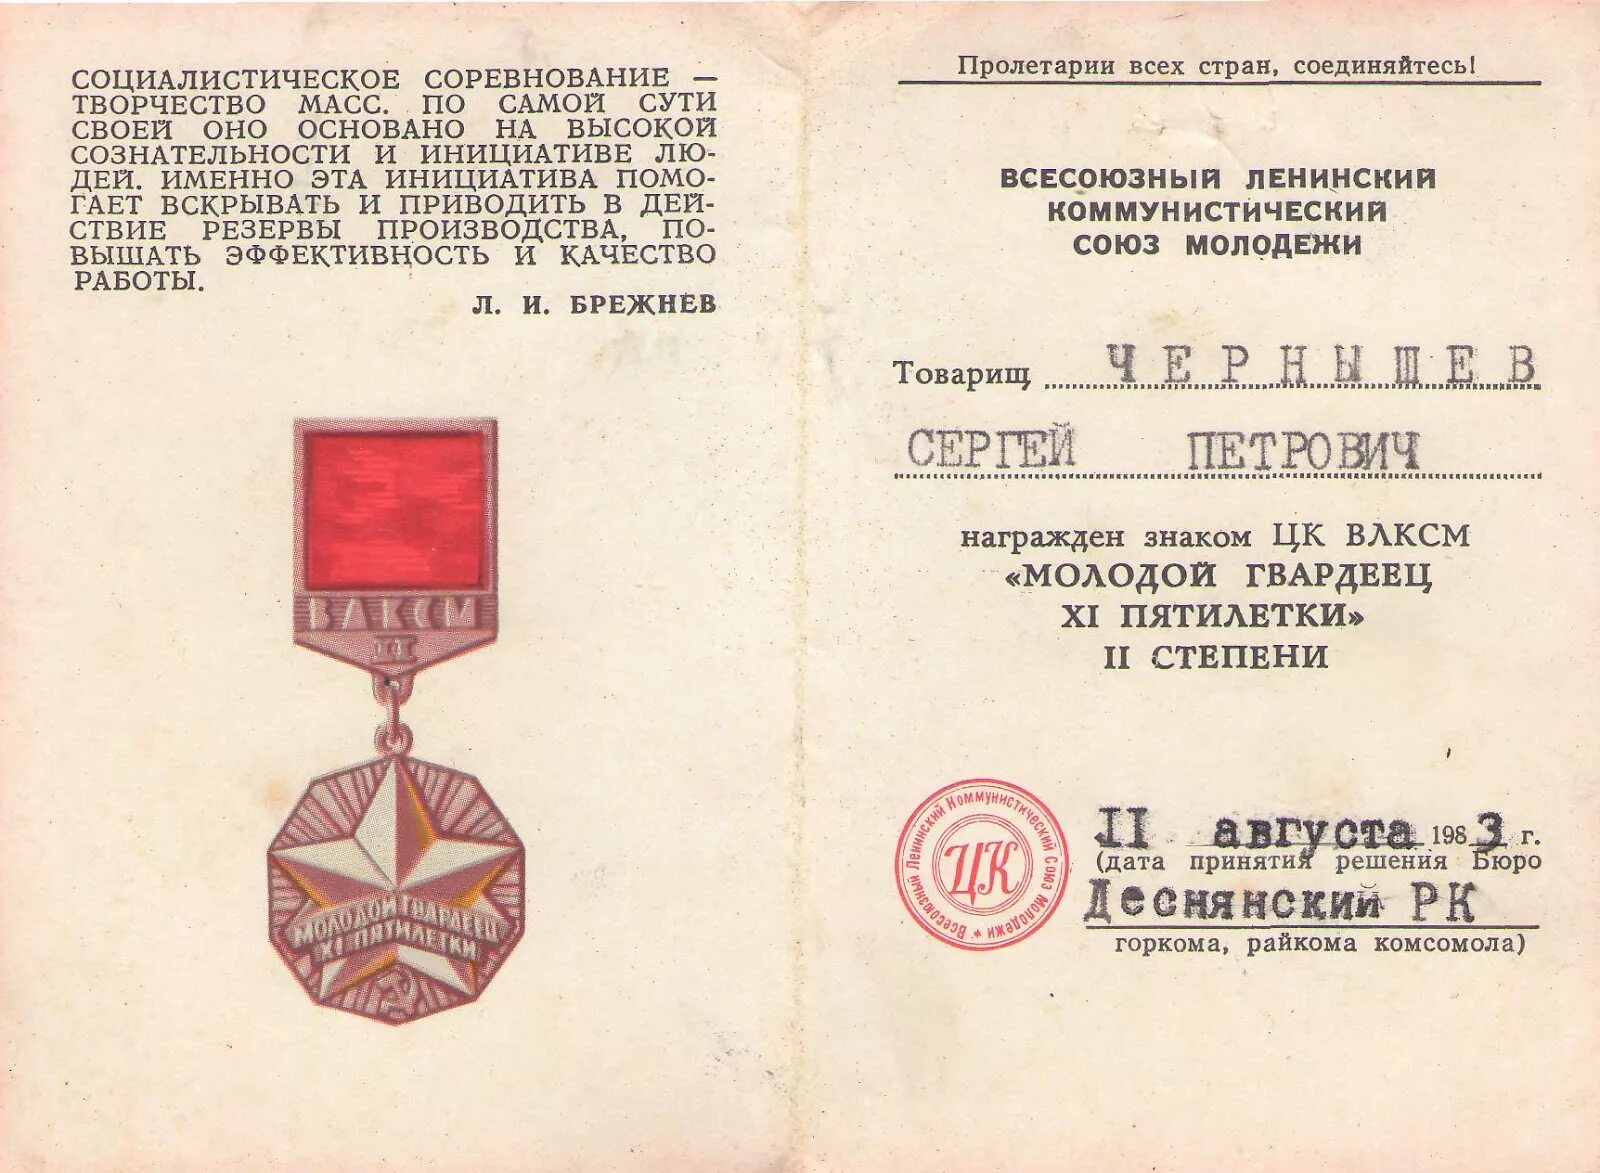 СОЦИАЛИСТИЧЕСКОЕ СОРЕВНОВАНИЕ —
ТВОРЧЕСТВО МАСС. ПО САМОЙ СУТИ
СВОЕЙ ОНО ОСНОВАНО НА ВЫСОКОЙ
СОЗНАТЕЛЬНОСТИ И ИНИЦИАТИВЕ ЛЮ-
ДЕЙ. ИМЕННО ЭТА ИНИЦИАТИВА ПОМО-
ГАЕТ ВСКРЫВАТЬ И ПРИВОДИТЬ В ДЕЙ-
СТВИЕ РЕЗЕРВЫ ПРОИЗВОДСТВА, ПО-
ВЫШАТЬ ЭФФЕКТИВНОСТЬ И КАЧЕСТВО
РАБОТЫ.
Л. И. БРЕЖНЕВ
ВЛКСМ
II
МОЛОДОЙ ГВАРДЕЕЦ
XI ПЯТИЛЕТКИ
Пролетарии всех стран, соединяйтесь!
ВСЕСОЮЗНЫЙ ЛЕНИНСКИЙ
КОММУНИСТИЧЕСКИЙ
СОЮЗ МОЛОДЕЖИ
Товарищ ЧЕРНЫШЕВ
СЕРГЕЙ ПЕТРОВИЧ
награжден знаком ЦК ВЛКСМ
«МОЛОДОЙ ГВАРДЕЕЦ
XI ПЯТИЛЕТКИ»
II СТЕПЕНИ
Всесоюзный Ленинский Коммунистический Союз Молодежи *
ЦК
II августа 1983 г.
(дата принятия решения Бюро
Деснянский РК
горкома, райкома комсомола)